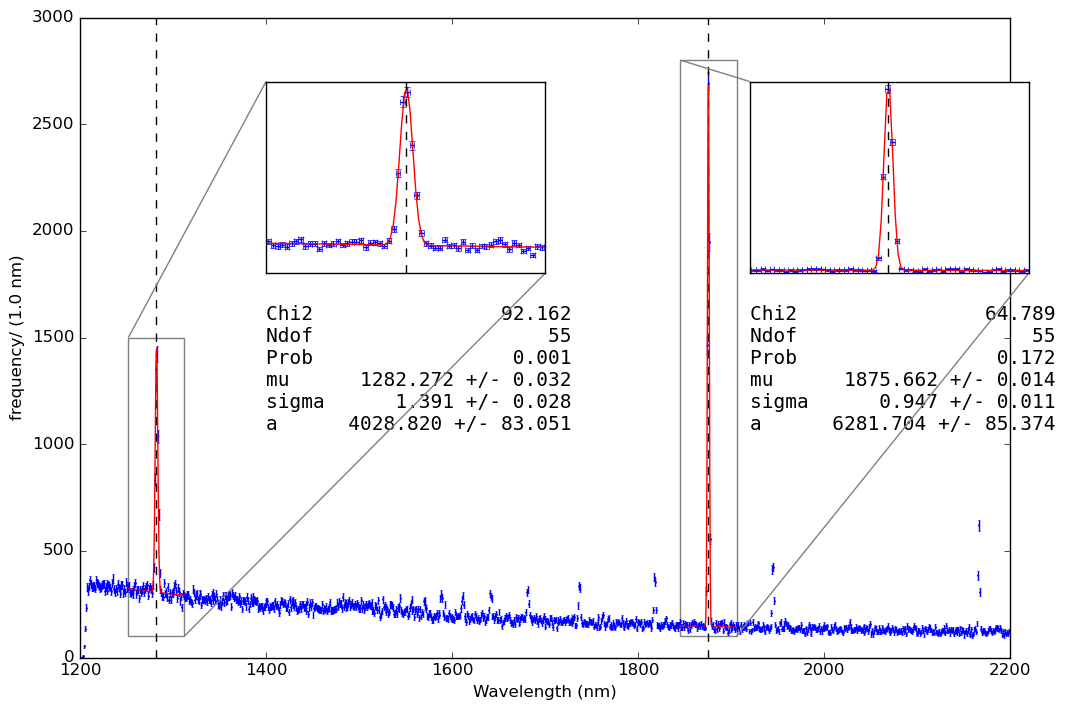 3000
2500
2000
1500
1000
500
0
frequency/ (1.0 nm)
Chi2 92.162
Ndof 55
Prob 0.001
mu 1282.272 +/- 0.032
sigma 1.391 +/- 0.028
a 4028.820 +/- 83.051
Chi2 64.789
Ndof 55
Prob 0.172
mu 1875.662 +/- 0.014
sigma 0.947 +/- 0.011
a 6281.704 +/- 85.374
1200 1400 1600 1800 2000 2200
Wavelength (nm)